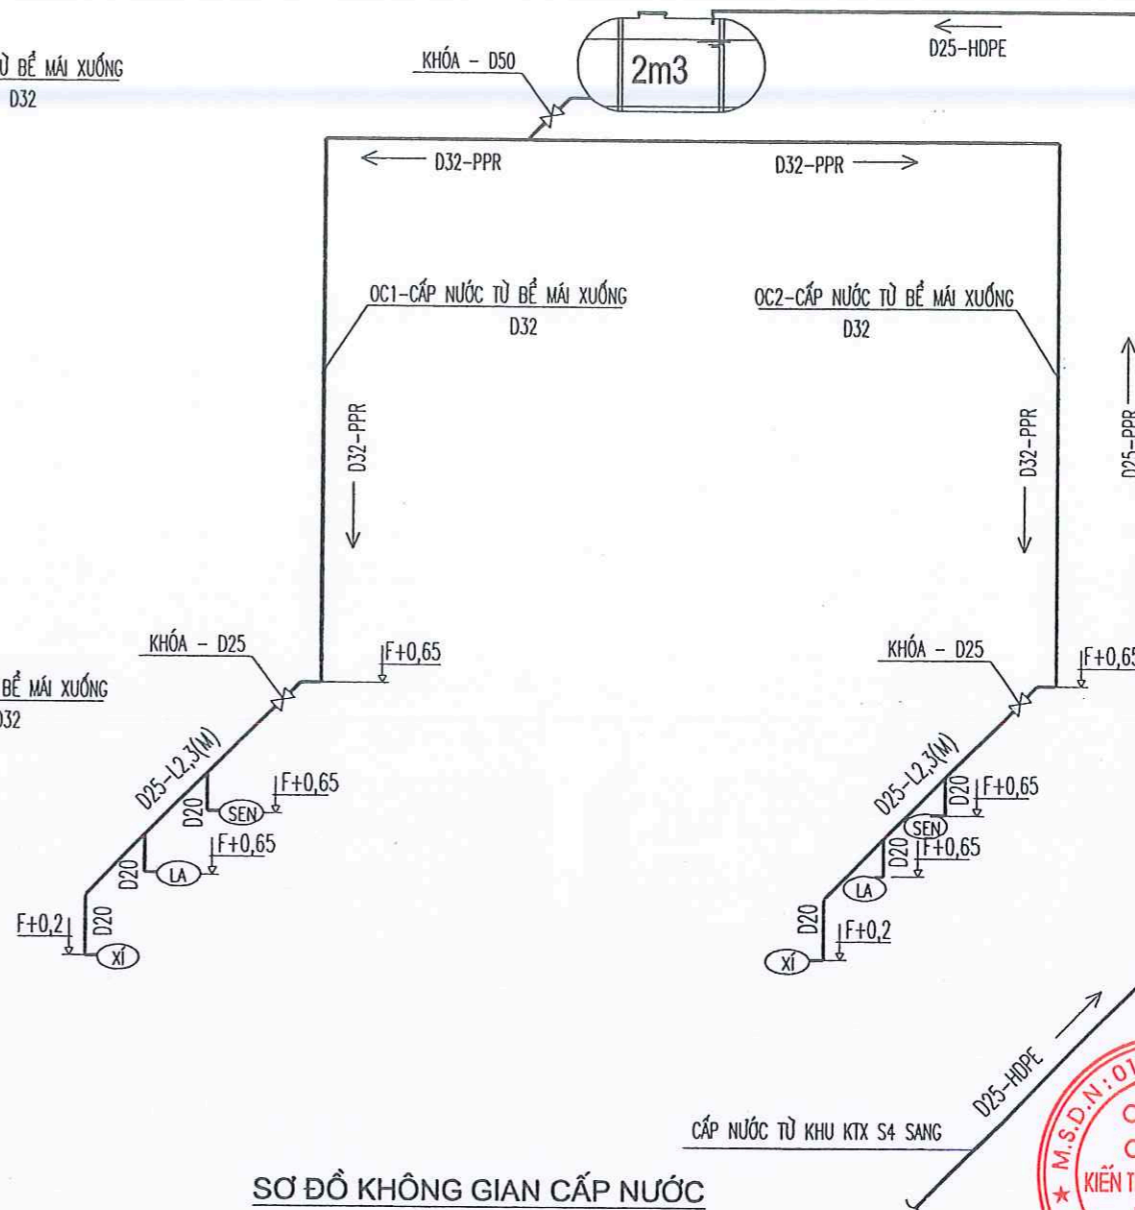 BỂ MÁI XUỐNG
D32
KHÓA - D50
2m3
D25-HDPE
D32-PPR
D32-PPR
OC1-CẤP NƯỚC TỪ BỂ MÁI XUỐNG
D32
OC2-CẤP NƯỚC TỪ BỂ MÁI XUỐNG
D32
D32-PPR
D32-PPR
D25-PPR
KHÓA - D25
F+0,65
KHÓA - D25
F+0,65
BỂ MÁI XUỐNG
D32
D25-L2,3(M)
D20
SEN
F+0,65
D20
LA
F+0,65
D20
F+0,2
XÍ
D25-L2,3(M)
D20
SEN
F+0,65
D20
LA
F+0,65
D20
F+0,2
XÍ
D25-HDPE
CẤP NƯỚC TỪ KHU KTX S4 SANG
SƠ ĐỒ KHÔNG GIAN CẤP NƯỚC
★ M.S.D.N:01
C
C
KIẾN T